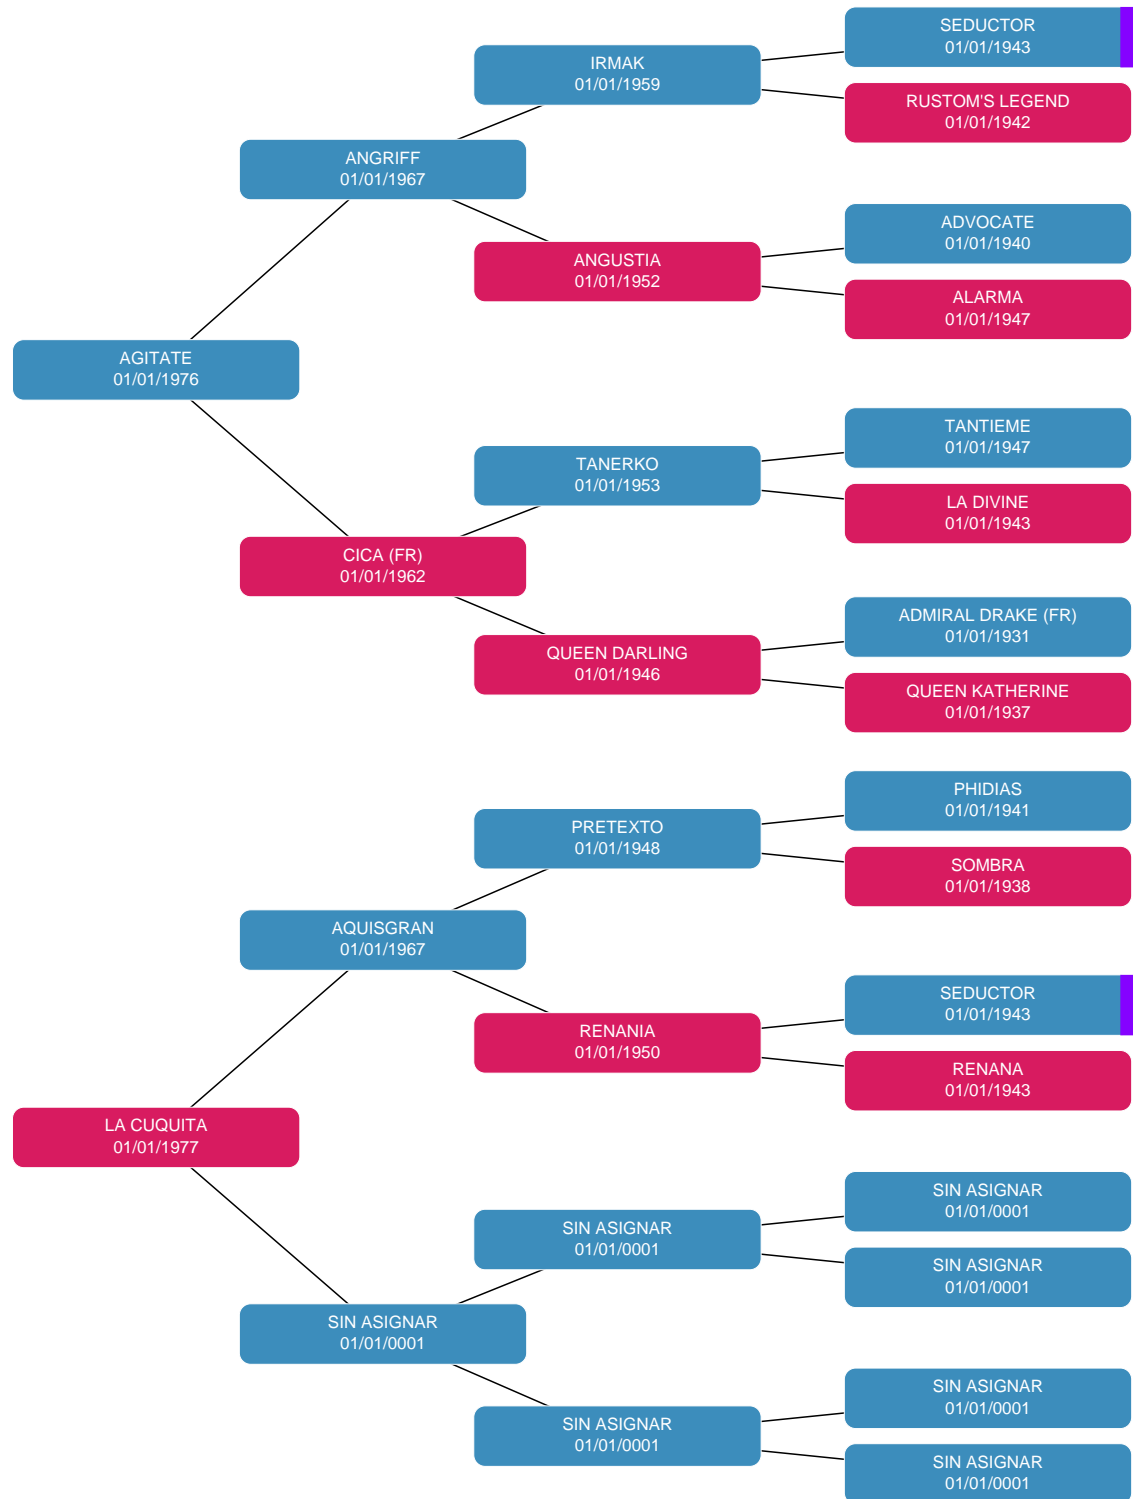 SEDUCTOR
01/01/1943
IRMAK
01/01/1959
RUSTOM'S LEGEND
01/01/1942
ANGRIFF
01/01/1967
ADVOCATE
01/01/1940
ANGUSTIA
01/01/1952
ALARMA
01/01/1947
AGITATE
01/01/1976
TANTIEME
01/01/1947
TANERKO
01/01/1953
LA DIVINE
01/01/1943
CICA (FR)
01/01/1962
ADMIRAL DRAKE (FR)
01/01/1931
QUEEN DARLING
01/01/1946
QUEEN KATHERINE
01/01/1937
PHIDIAS
01/01/1941
PRETEXTO
01/01/1948
SOMBRA
01/01/1938
AQUISGRAN
01/01/1967
SEDUCTOR
01/01/1943
RENANIA
01/01/1950
RENANA
01/01/1943
LA CUQUITA
01/01/1977
SIN ASIGNAR
01/01/0001
SIN ASIGNAR
01/01/0001
SIN ASIGNAR
01/01/0001
SIN ASIGNAR
01/01/0001
SIN ASIGNAR
01/01/0001
SIN ASIGNAR
01/01/0001
SIN ASIGNAR
01/01/0001